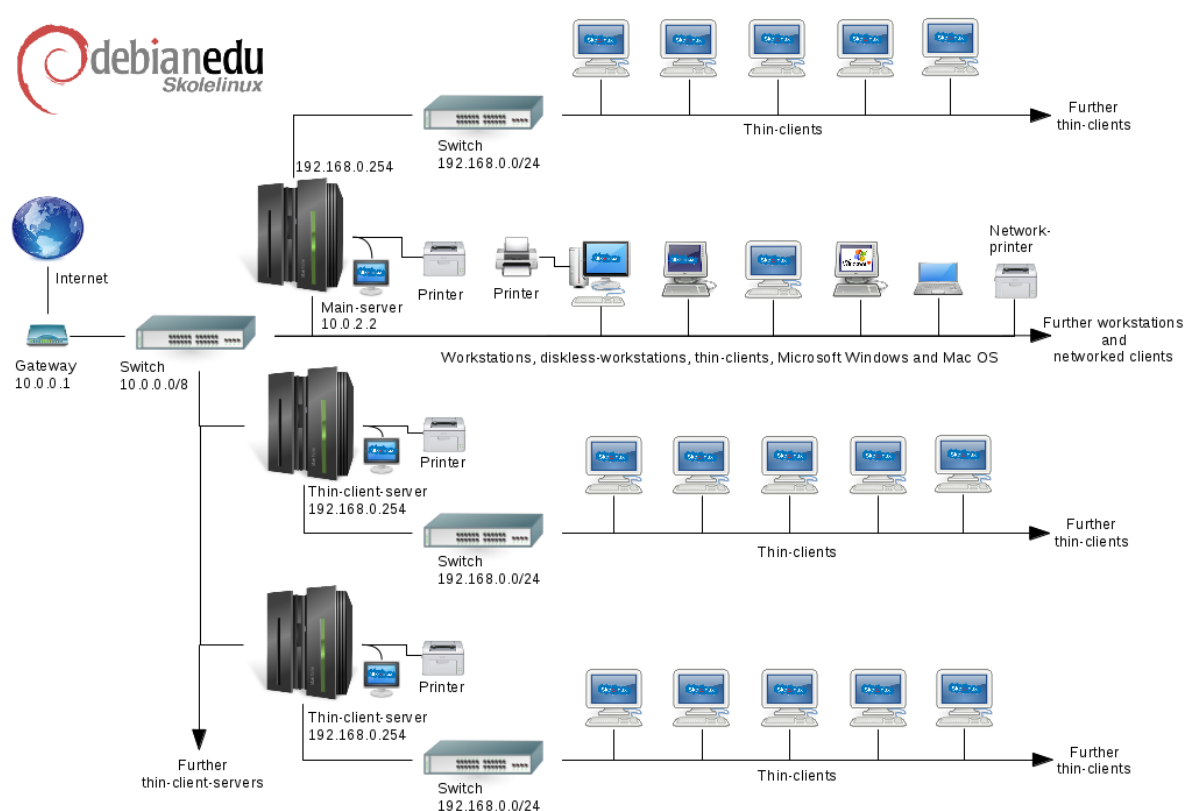 debianedu
Skolelinux
Switch
192.168.0.0/24
Thin-clients
Further
thin-clients
192.168.0.254
Internet
Gateway
10.0.0.1
Switch
10.0.0.0/8
Main-server
10.0.2.2
Printer
Printer
Windows
Network-
printer
Workstations, diskless-workstations, thin-clients, Microsoft Windows and Mac OS
Further workstations
and
networked clients
Printer
Thin-client-server
192.168.0.254
Switch
192.168.0.0/24
Thin-clients
Further
thin-clients
Printer
Thin-client-server
192.168.0.254
Switch
192.168.0.0/24
Thin-clients
Further
thin-clients
Further
thin-client-servers